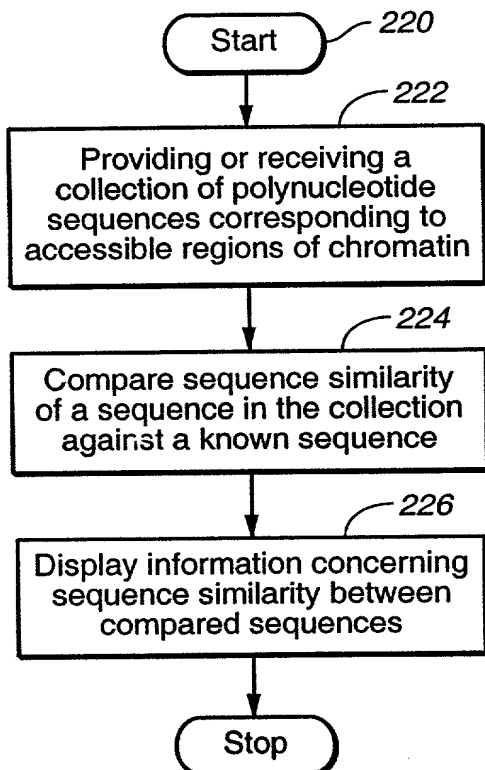 Start
220
222
Providing or receiving a
collection of polynucleotide
sequences corresponding to
accessible regions of chromatin
224
Compare sequence similarity
of a sequence in the collection
against a known sequence
226
Display information concerning
sequence similarity between
compared sequences
Stop